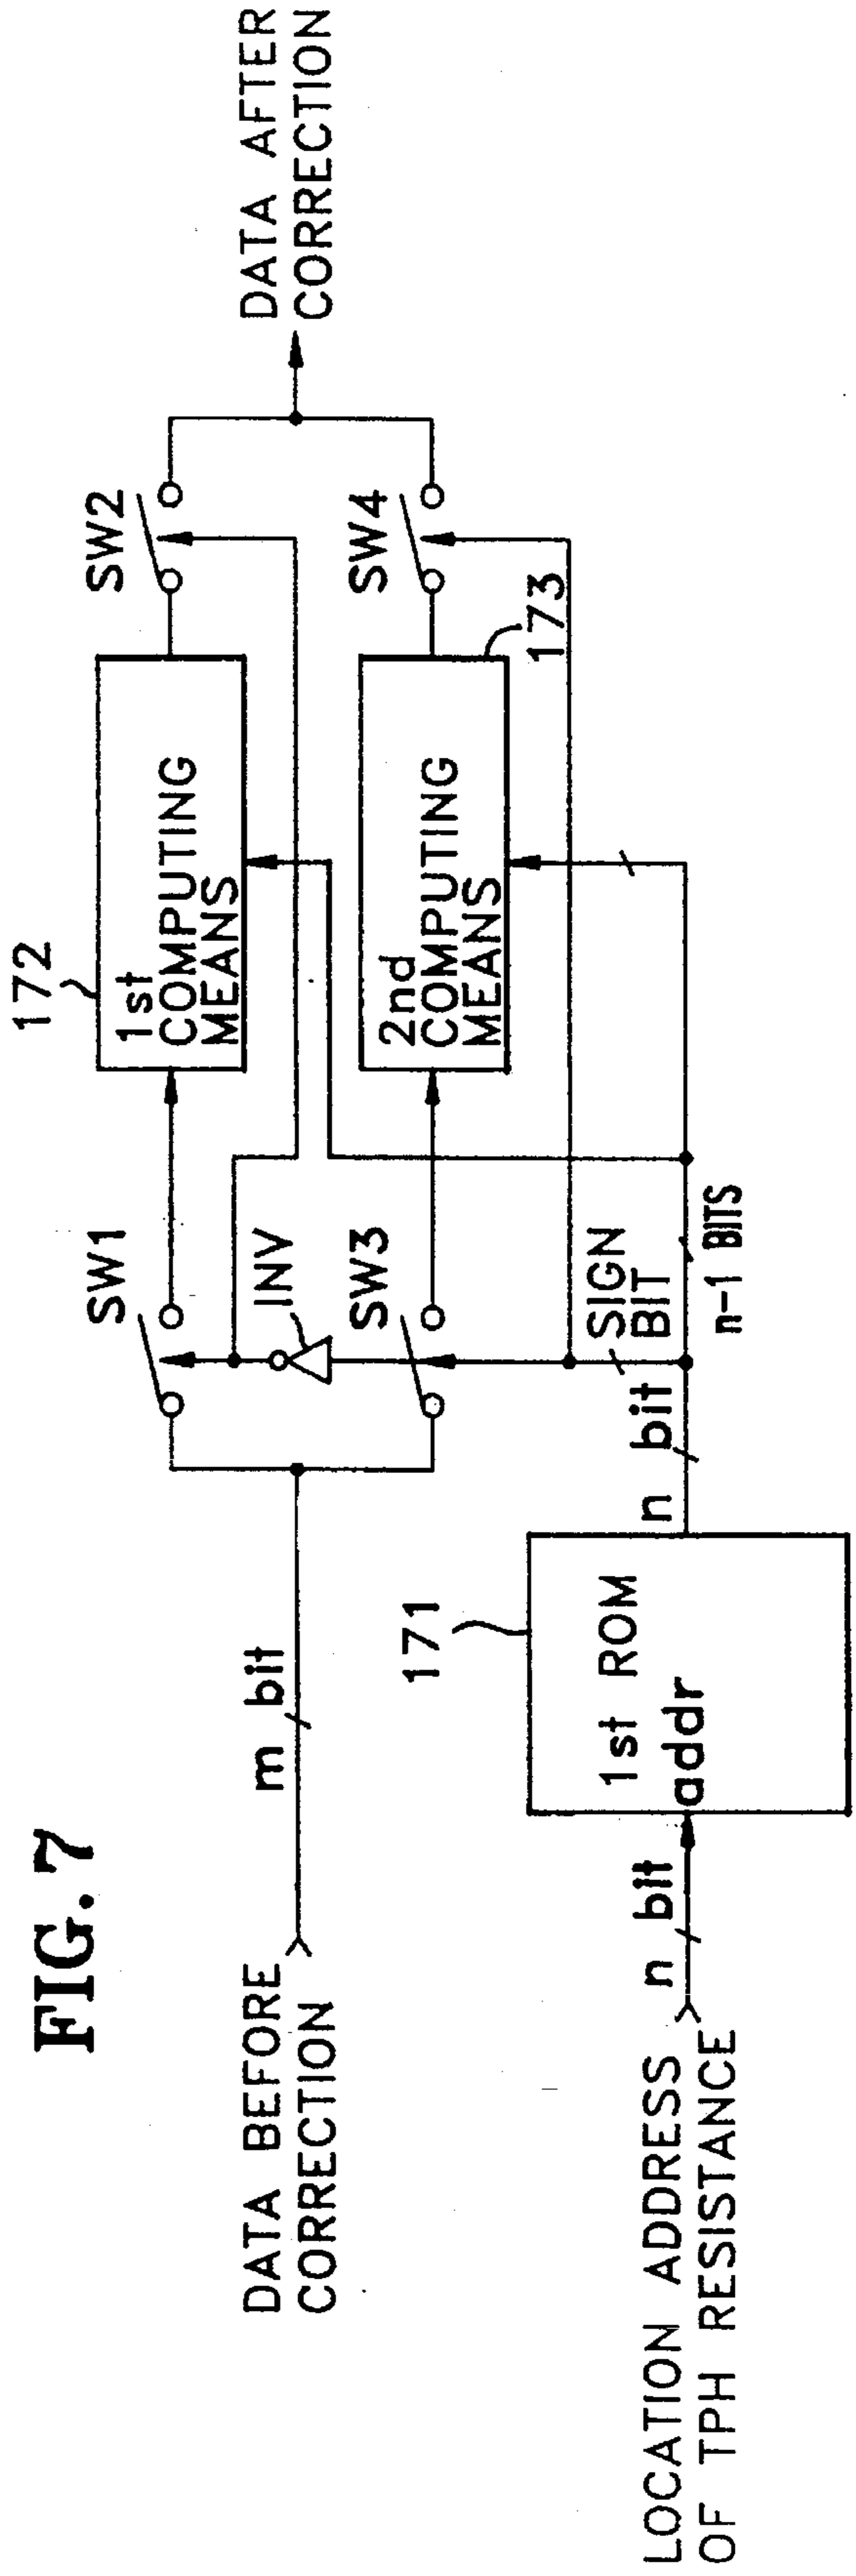 FIG. 7
DATA BEFORE
CORRECTION
m bit
SW1
172
1st
COMPUTING
MEANS
SW2
INV
SW3
2nd
COMPUTING
MEANS
173
SW4
DATA AFTER
CORRECTION
LOCATION ADDRESS
OF TPH RESISTANCE
n bit
171
1st ROM
addr
n bit
SIGN
BIT
n-1 BITS